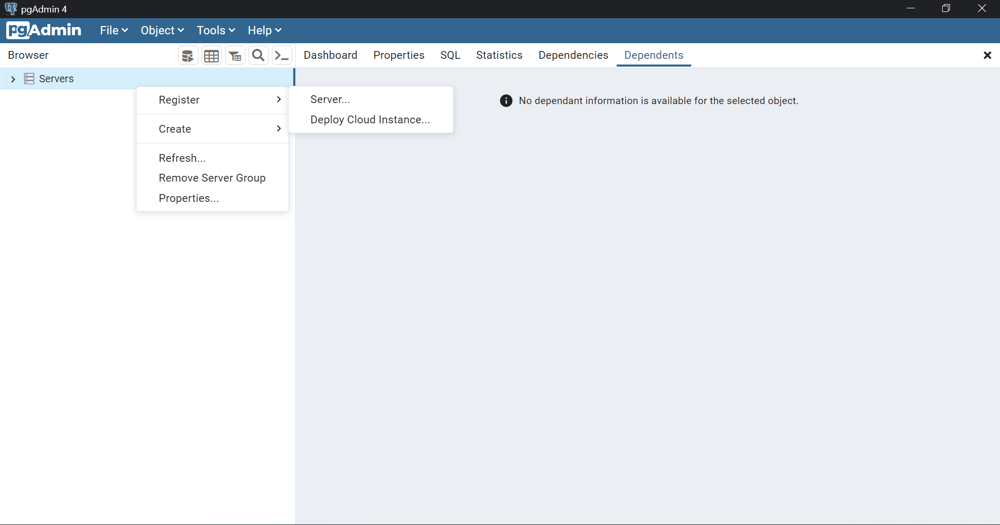 pgAdmin 4
pgAdmin File Object Tools Help
Browser
Dashboard Properties SQL Statistics Dependencies Dependents
Servers
Register
Server...
No dependant information is available for the selected object.
Deploy Cloud Instance...
Create
Refresh...
Remove Server Group
Properties...